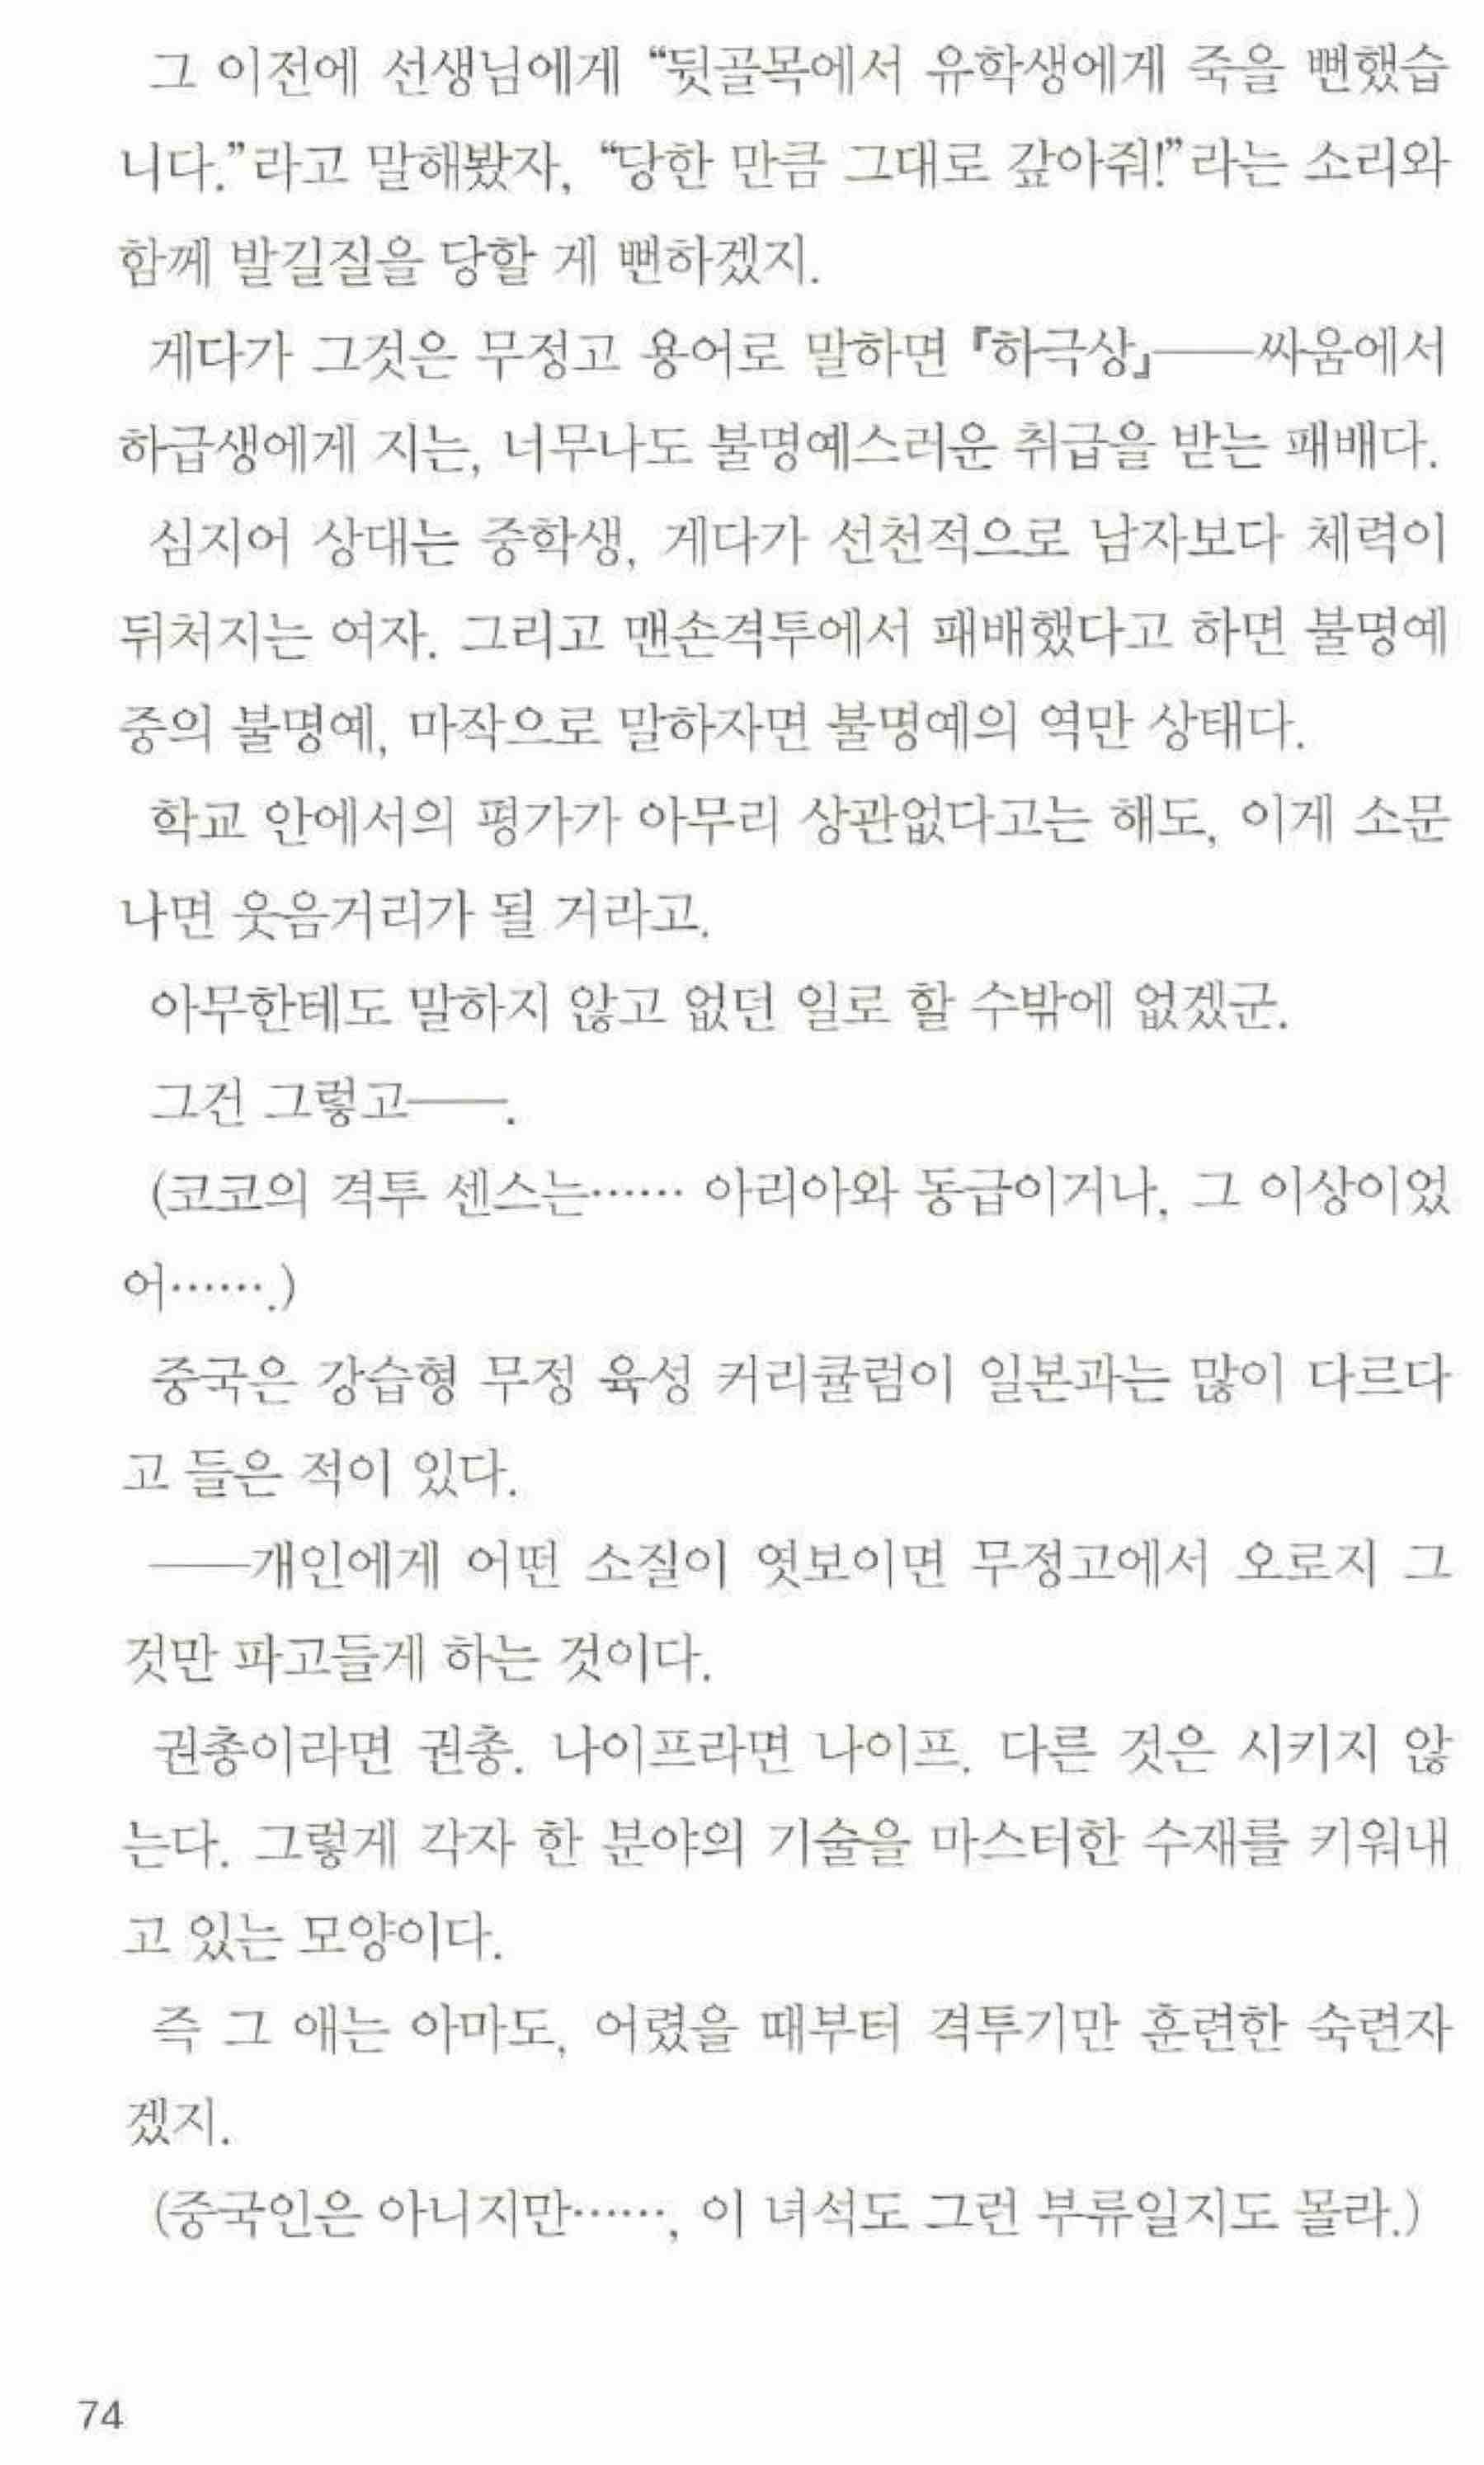 그 이전에 선생님에게 “뒷골목에서 유학생에게 죽을 뻔했습
니다.”라고 말해봤자, “당한 만큼 그대로 갚아줘!”라는 소리와
함께 발길질을 당할 게 뻔하겠지.
게다가 그것은 무정고 용어로 말하면 『하극상』──싸움에서
하급생에게 지는, 너무나도 불명예스러운 취급을 받는 패배다.
심지어 상대는 중학생, 게다가 선천적으로 남자보다 체력이
뒤처지는 여자. 그리고 맨손격투에서 패배했다고 하면 불명예
중의 불명예, 마작으로 말하자면 불명예의 역만 상태다.
학교 안에서의 평가가 아무리 상관없다고는 해도, 이게 소문
나면 웃음거리가 될 거라고.
아무한테도 말하지 않고 없던 일로 할 수밖에 없겠군.
그건 그렇고──.
(코코의 격투 센스는…… 아리아와 동급이거나, 그 이상이었
어…….)
중국은 강습형 무정 육성 커리큘럼이 일본과는 많이 다르다
고 들은 적이 있다.
──개인에게 어떤 소질이 엿보이면 무정고에서 오로지 그
것만 파고들게 하는 것이다.
권총이라면 권총. 나이프라면 나이프. 다른 것은 시키지 않
는다. 그렇게 각자 한 분야의 기술을 마스터한 수재를 키워내
고 있는 모양이다.
즉 그 애는 아마도, 어렸을 때부터 격투기만 훈련한 숙련자
겠지.
(중국인은 아니지만……, 이 녀석도 그런 부류일지도 몰라.)
74